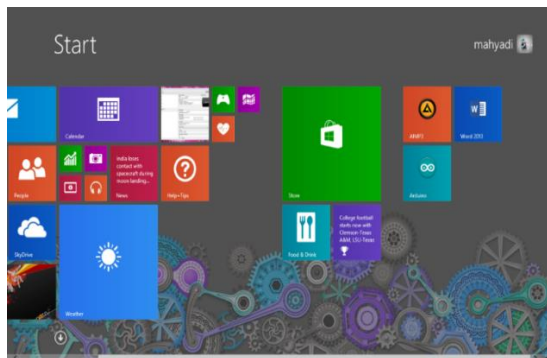 Start
mahyadi
Calendar
People
India loses
contact with
spacecraft during
moon landing...
News
Help+Tips
Store
AIMP3
Word 2013
Arduino
SkyDrive
Weather
Food & Drink
College football
starts now with
Clemson-Texas
A&M, LSU-Texas